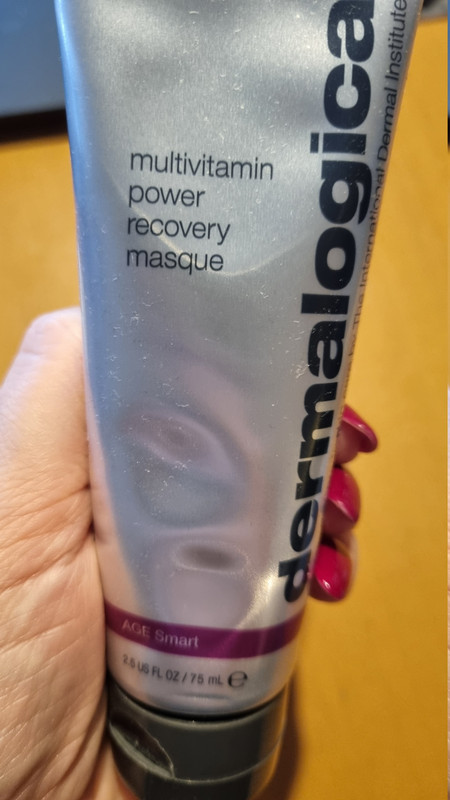 multivitamin
power
recovery
masque
dermalogica
The International Dermal Institute
AGE Smart
2.5 US FL OZ / 75 mL ℮